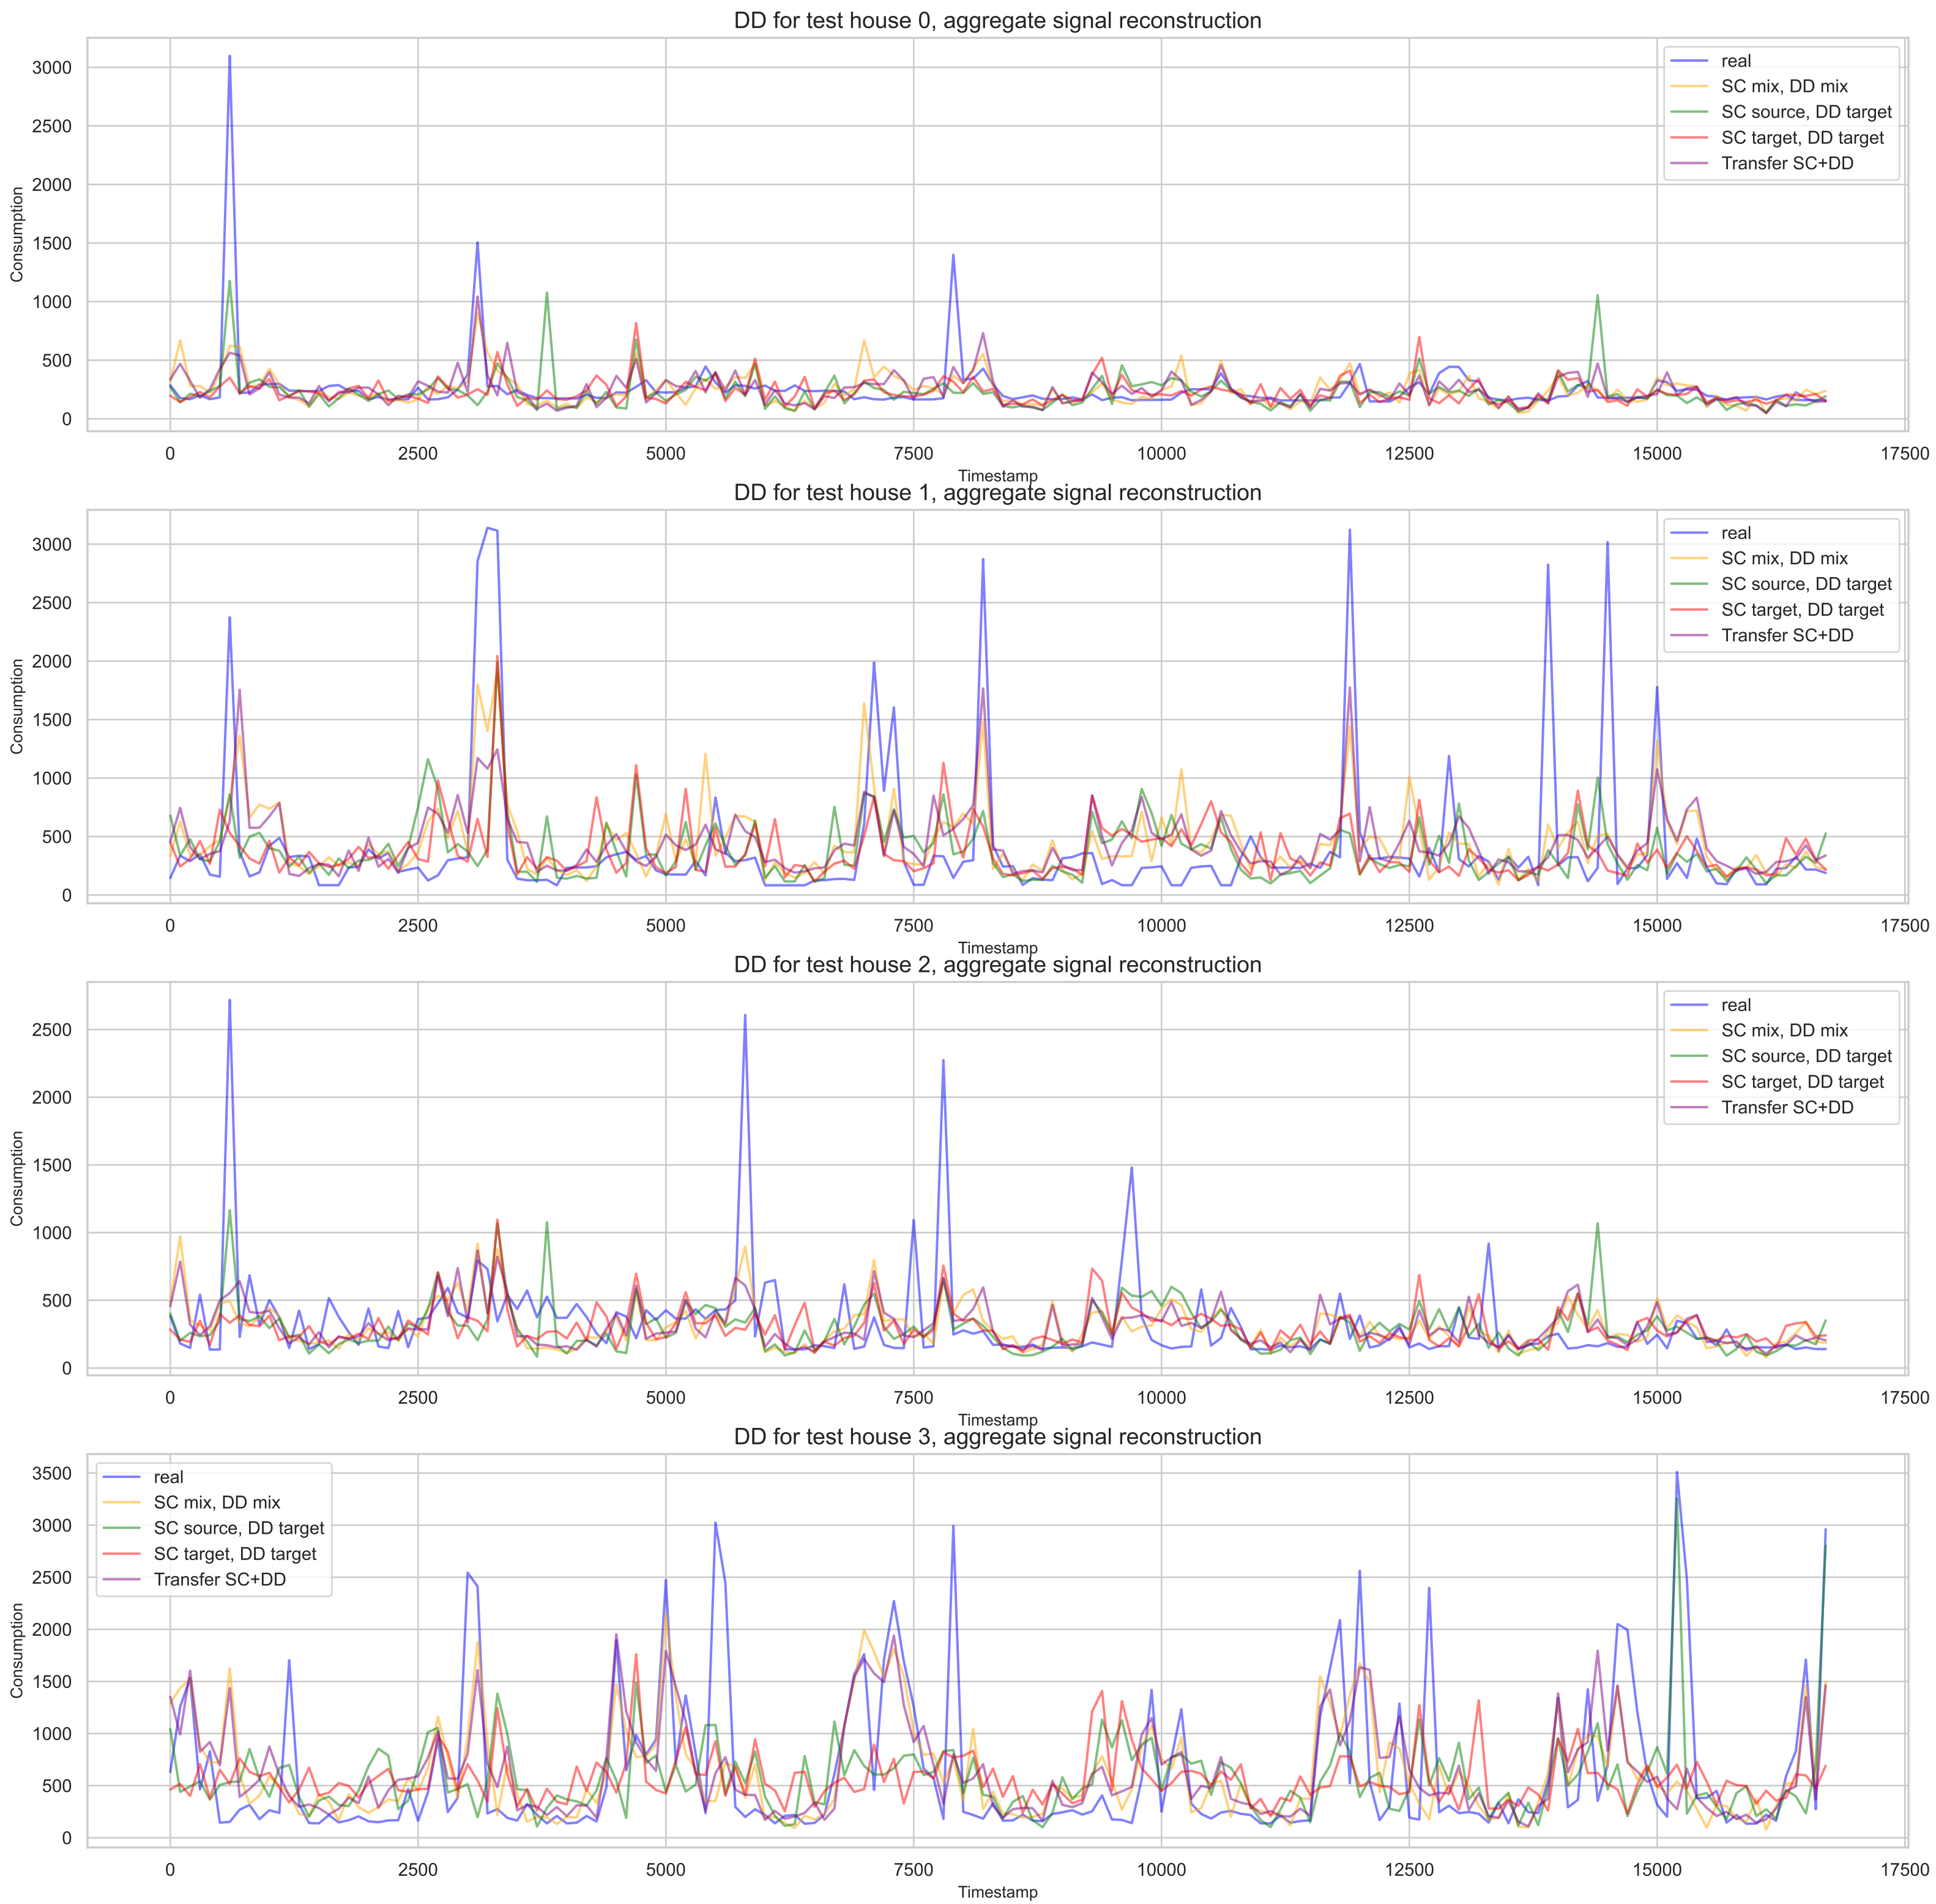 DD for test house 0, aggregate signal reconstruction
3000
2500
2000
1500
1000
500
0
Consumption
real
SC mix, DD mix
SC source, DD target
SC target, DD target
Transfer SC+DD
0 2500 5000 7500 10000 12500 15000 17500
Timestamp
DD for test house 1, aggregate signal reconstruction
3000
2500
2000
1500
1000
500
0
Consumption
real
SC mix, DD mix
SC source, DD target
SC target, DD target
Transfer SC+DD
0 2500 5000 7500 10000 12500 15000 17500
Timestamp
DD for test house 2, aggregate signal reconstruction
2500
2000
1500
1000
500
0
Consumption
real
SC mix, DD mix
SC source, DD target
SC target, DD target
Transfer SC+DD
0 2500 5000 7500 10000 12500 15000 17500
Timestamp
DD for test house 3, aggregate signal reconstruction
3500
3000
2500
2000
1500
1000
500
0
Consumption
real
SC mix, DD mix
SC source, DD target
SC target, DD target
Transfer SC+DD
0 2500 5000 7500 10000 12500 15000 17500
Timestamp